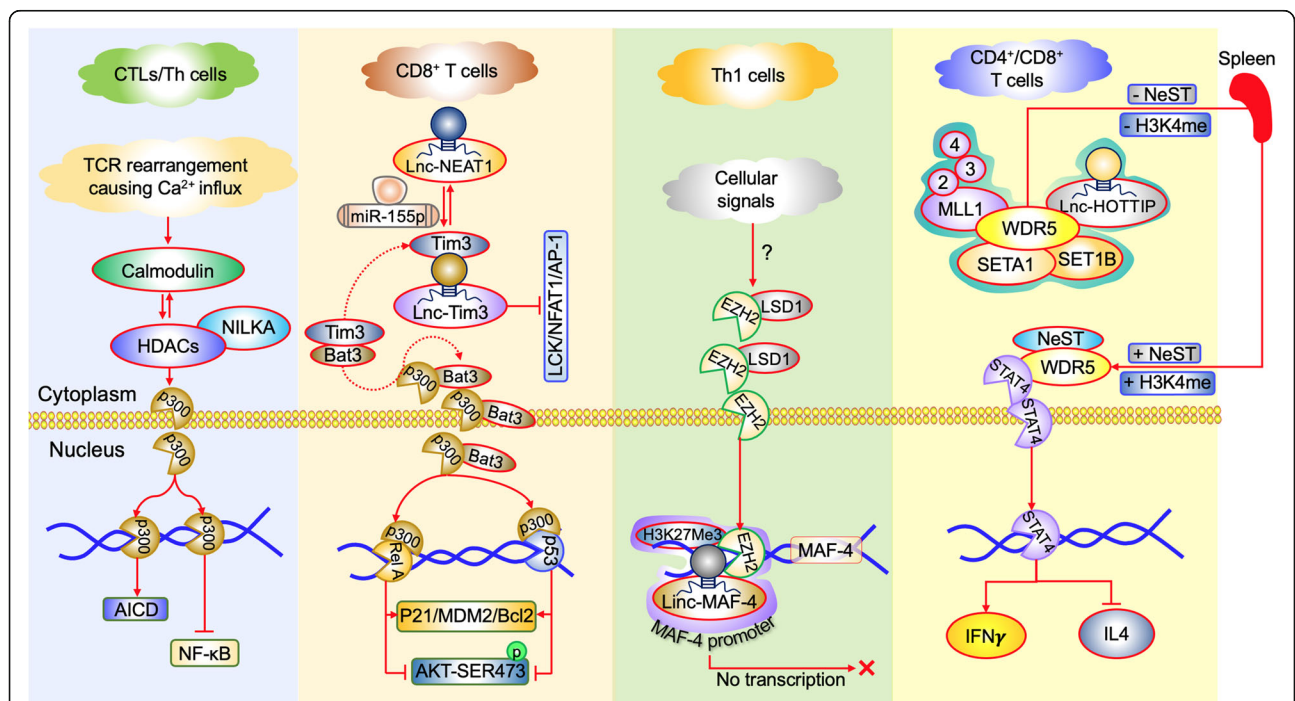 CTLs/Th cells
TCR rearrangement
causing Ca²⁺ influx
Calmodulin
HDACs
NILKA
Cytoplasm
p300
Nucleus
p300
p300
p300
AICD
NF-κB
CD8⁺ T cells
Lnc-NEAT1
miR-155p
Tim3
Lnc-Tim3
LCK/NFAT1/AP-1
Tim3
Bat3
p300
Bat3
p300
Bat3
p300
Bat3
p300
Rel A
p300
p53
P21/MDM2/Bcl2
p
AKT-SER473
Th1 cells
Cellular
signals
?
EZH2
LSD1
EZH2
LSD1
EZH2
H3K27Me3
EZH2
MAF-4
Linc-MAF-4
MAF-4 promoter
No transcription
CD4⁺/CD8⁺
T cells
Spleen
- NeST
- H3K4me
4
3
2
MLL1
Lnc-HOTTIP
WDR5
SETA1
SET1B
NeST
WDR5
+ NeST
+ H3K4me
STAT4
STAT4
STAT4
IFNγ
IL4